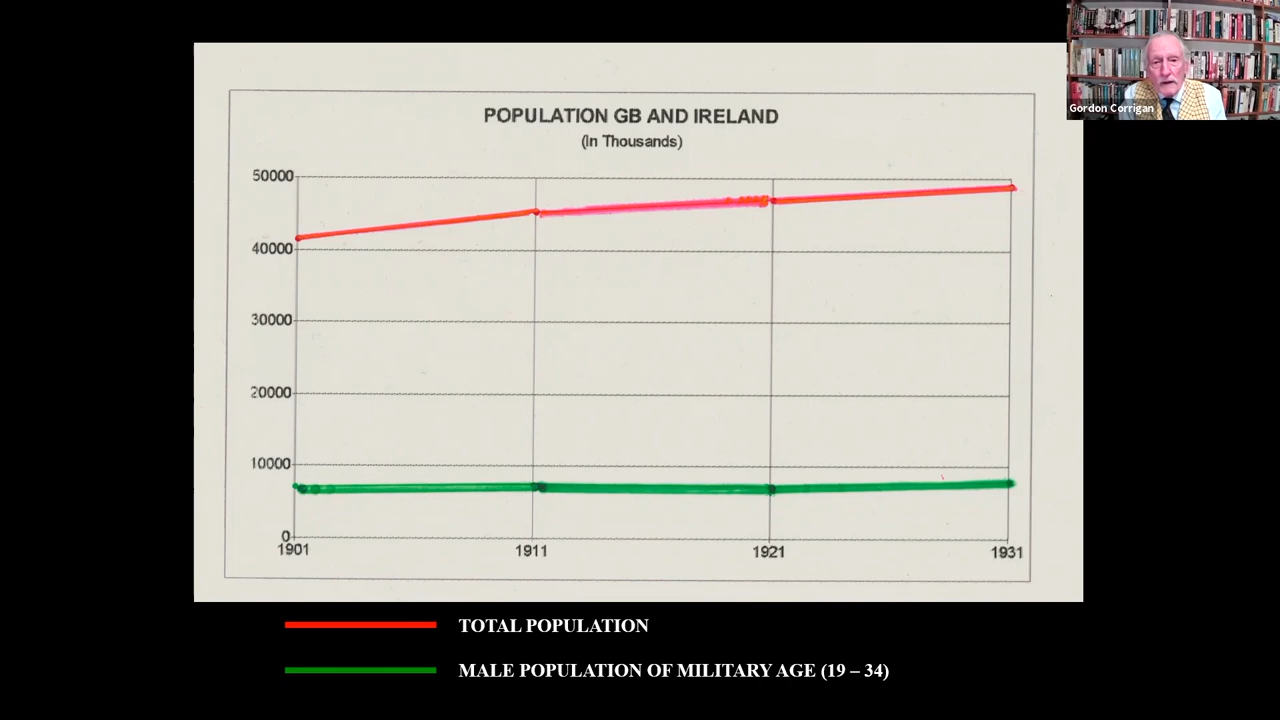 Gordon Corrigan
POPULATION GB AND IRELAND
(In Thousands)
50000
40000
30000
20000
10000
0
1901 1911 1921 1931
TOTAL POPULATION
MALE POPULATION OF MILITARY AGE (19 – 34)